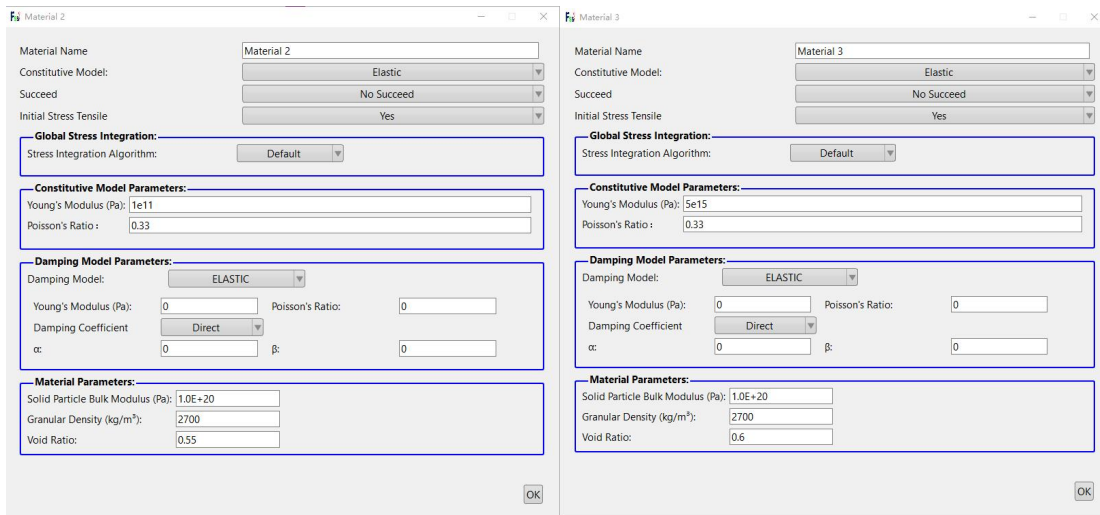 Material 2
Material Name Material 2
Constitutive Model: Elastic
Succeed No Succeed
Initial Stress Tensile Yes
Global Stress Integration:
Stress Integration Algorithm: Default
Constitutive Model Parameters:
Young's Modulus (Pa): 1e11
Poisson's Ratio: 0.33
Damping Model Parameters:
Damping Model: ELASTIC
Young's Modulus (Pa): 0 Poisson's Ratio: 0
Damping Coefficient Direct
α: 0 β: 0
Material Parameters:
Solid Particle Bulk Modulus (Pa): 1.0E+20
Granular Density (kg/m³): 2700
Void Ratio: 0.55
OK
Material 3
Material Name Material 3
Constitutive Model: Elastic
Succeed No Succeed
Initial Stress Tensile Yes
Global Stress Integration:
Stress Integration Algorithm: Default
Constitutive Model Parameters:
Young's Modulus (Pa): 5e15
Poisson's Ratio: 0.33
Damping Model Parameters:
Damping Model: ELASTIC
Young's Modulus (Pa): 0 Poisson's Ratio: 0
Damping Coefficient Direct
α: 0 β: 0
Material Parameters:
Solid Particle Bulk Modulus (Pa): 1.0E+20
Granular Density (kg/m³): 2700
Void Ratio: 0.6
OK